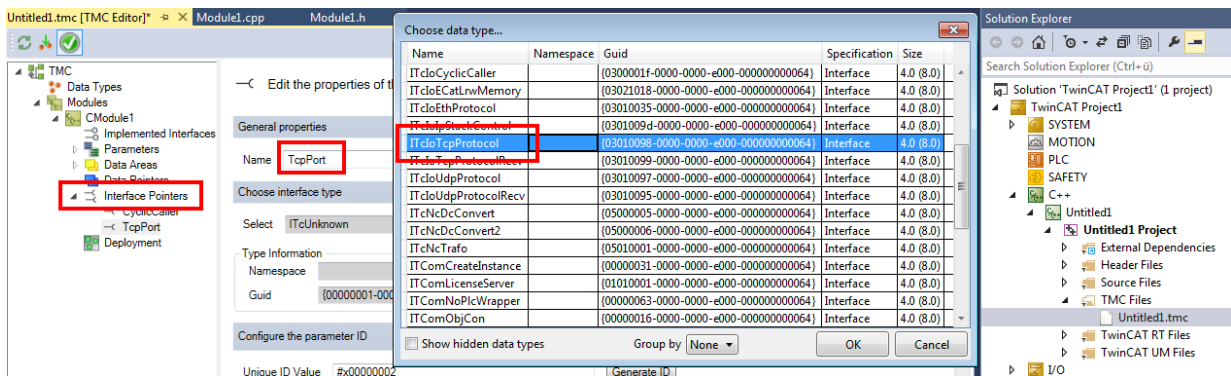 Untitled1.tmc [TMC Editor]*
Module1.cpp
Module1.h
TMC
Data Types
Modules
CModule1
Implemented Interfaces
Parameters
Data Areas
Data Pointers
Interface Pointers
CyclicCaller
TcpPort
Deployment
Edit the properties of t
General properties
Name TcpPort
Choose interface type
Select ITcUnknown
Type Information
Namespace
Guid {00000001-000
Configure the parameter ID
Unique ID Value #x00000002
Generate ID
Choose data type...
Name Namespace Guid Specification Size
ITcIoCyclicCaller {0300001f-0000-0000-e000-000000000064} Interface 4.0 (8.0)
ITcIoECatLrwMemory {03021018-0000-0000-e000-000000000064} Interface 4.0 (8.0)
ITcIoEthProtocol {03010035-0000-0000-e000-000000000064} Interface 4.0 (8.0)
ITcIoIpStackControl {0301009d-0000-0000-e000-000000000064} Interface 4.0 (8.0)
ITcIoTcpProtocol {03010098-0000-0000-e000-000000000064} Interface 4.0 (8.0)
ITcIoTcpProtocolRecv {03010099-0000-0000-e000-000000000064} Interface 4.0 (8.0)
ITcIoUdpProtocol {03010097-0000-0000-e000-000000000064} Interface 4.0 (8.0)
ITcIoUdpProtocolRecv {03010095-0000-0000-e000-000000000064} Interface 4.0 (8.0)
ITcNcDcConvert {05000005-0000-0000-e000-000000000064} Interface 4.0 (8.0)
ITcNcDcConvert2 {05000006-0000-0000-e000-000000000064} Interface 4.0 (8.0)
ITcNcTrafo {05010001-0000-0000-e000-000000000064} Interface 4.0 (8.0)
ITComCreateInstance {00000031-0000-0000-e000-000000000064} Interface 4.0 (8.0)
ITComLicenseServer {01010001-0000-0000-e000-000000000064} Interface 4.0 (8.0)
ITComNoPlcWrapper {00000063-0000-0000-e000-000000000064} Interface 4.0 (8.0)
ITComObjCon {00000016-0000-0000-e000-000000000064} Interface 4.0 (8.0)
Show hidden data types
Group by None
OK
Cancel
Solution Explorer
Search Solution Explorer (Ctrl+ü)
Solution 'TwinCAT Project1' (1 project)
TwinCAT Project1
SYSTEM
MOTION
PLC
SAFETY
C++
Untitled1
Untitled1 Project
External Dependencies
Header Files
Source Files
TMC Files
Untitled1.tmc
TwinCAT RT Files
TwinCAT UM Files
I/O